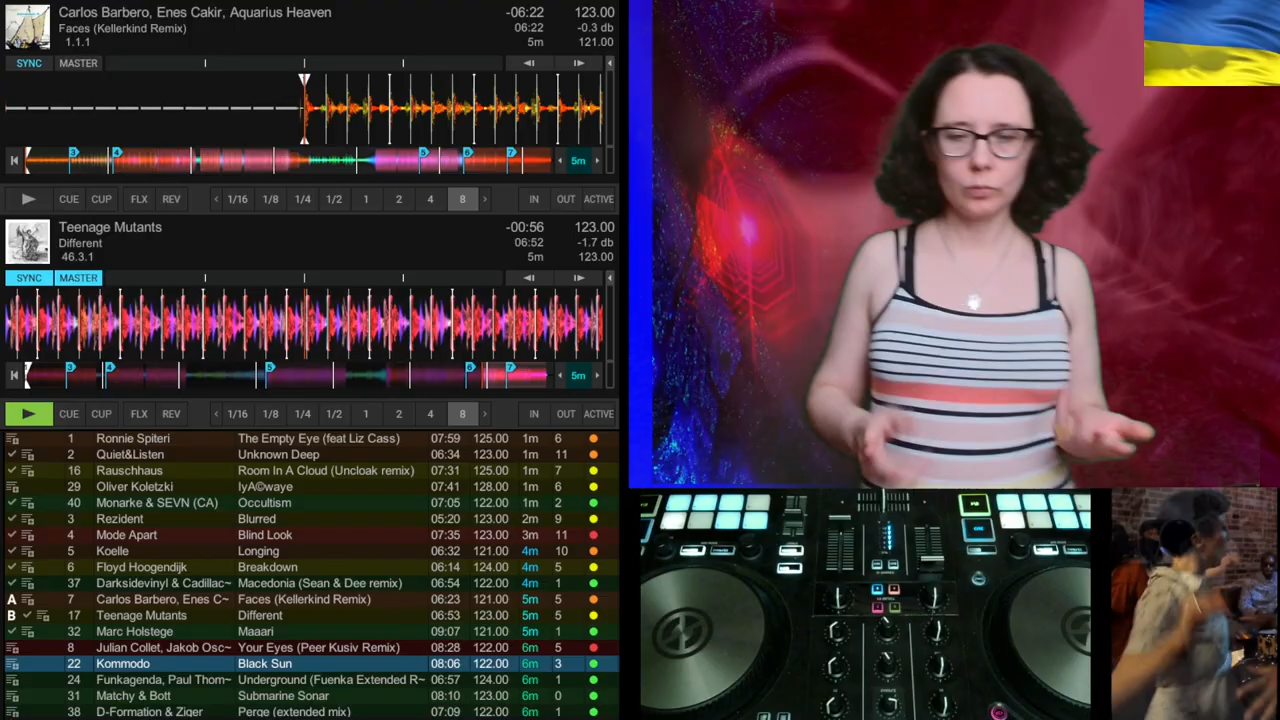 Carlos Barbero, Enes Cakir, Aquarius Heaven -06:22 123.00
Faces (Kellerkind Remix) 06:22 -0.3 db
1.1.1 5m 121.00
SYNC MASTER
3 4 5 6 7 5m
CUE CUP FLX REV 1/16 1/8 1/4 1/2 1 2 4 8 IN OUT ACTIVE
Teenage Mutants -00:56 123.00
Different 06:52 -1.7 db
46.3.1 5m 123.00
SYNC MASTER
3 4 5 6 7 5m
CUE CUP FLX REV 1/16 1/8 1/4 1/2 1 2 4 8 IN OUT ACTIVE
1 Ronnie Spiteri The Empty Eye (feat Liz Cass) 07:59 125.00 1m 6
2 Quiet&Listen Unknown Deep 06:34 122.00 1m 11
16 Rauschhaus Room In A Cloud (Uncloak remix) 07:31 125.00 1m 7
29 Oliver Koletzki IyA©waye 07:41 128.00 1m 6
40 Monarke & SEVN (CA) Occultism 07:05 122.00 1m 5
3 Rezident Blurred 05:20 123.00 2m 9
4 Mode Apart Blind Look 07:35 123.00 3m 11
5 Koelle Longing 06:32 121.00 4m 10
6 Floyd Hoogendijk Breakdown 06:14 124.00 4m 5
37 Darksidevinyl & Cadillac~ Macedonia (Sean & Dee remix) 06:54 122.00 4m 1
A 7 Carlos Barbero, Enes C~ Faces (Kellerkind Remix) 06:23 121.00 5m 5
B 17 Teenage Mutants Different 06:53 123.00 5m 5
32 Marc Holstege Maaari 09:07 121.00 5m 1
8 Julian Collet, Jakob Osc~ Your Eyes (Peer Kusiv Remix) 08:28 122.00 6m 5
22 Kommodo Black Sun 08:06 122.00 6m 3
24 Funkagenda, Paul Thom~ Underground (Fuenka Extended R~ 06:57 124.00 6m 1
31 Matchy & Bott Submarine Sonar 08:10 123.00 6m 0
38 D-Formation & Ziger Perge (extended mix) 07:09 122.00 6m 1